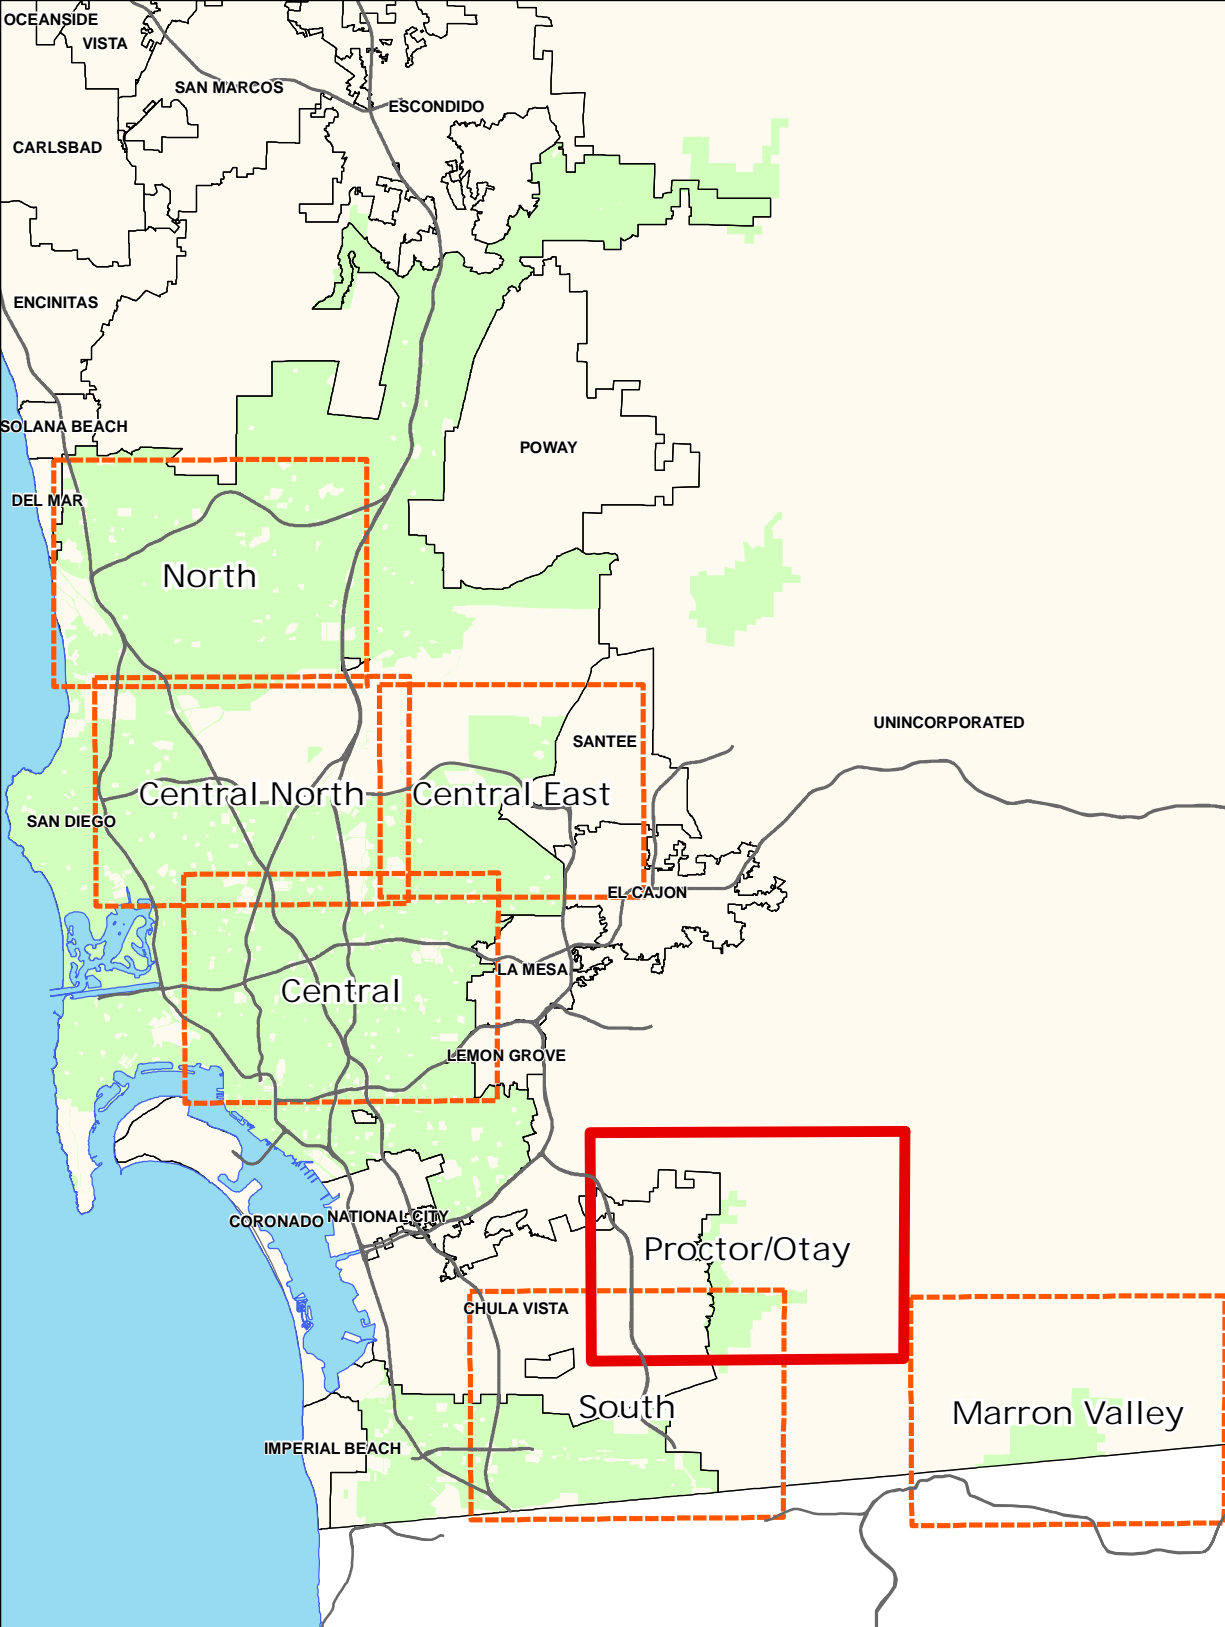 OCEANSIDE
VISTA
SAN MARCOS
ESCONDIDO
CARLSBAD
ENCINITAS
SOLANA BEACH
POWAY
DEL MAR
North
UNINCORPORATED
SANTEE
Central North
Central East
SAN DIEGO
EL CAJON
LA MESA
Central
LEMON GROVE
CORONADO
NATIONAL CITY
Proctor/Otay
CHULA VISTA
South
Marron Valley
IMPERIAL BEACH